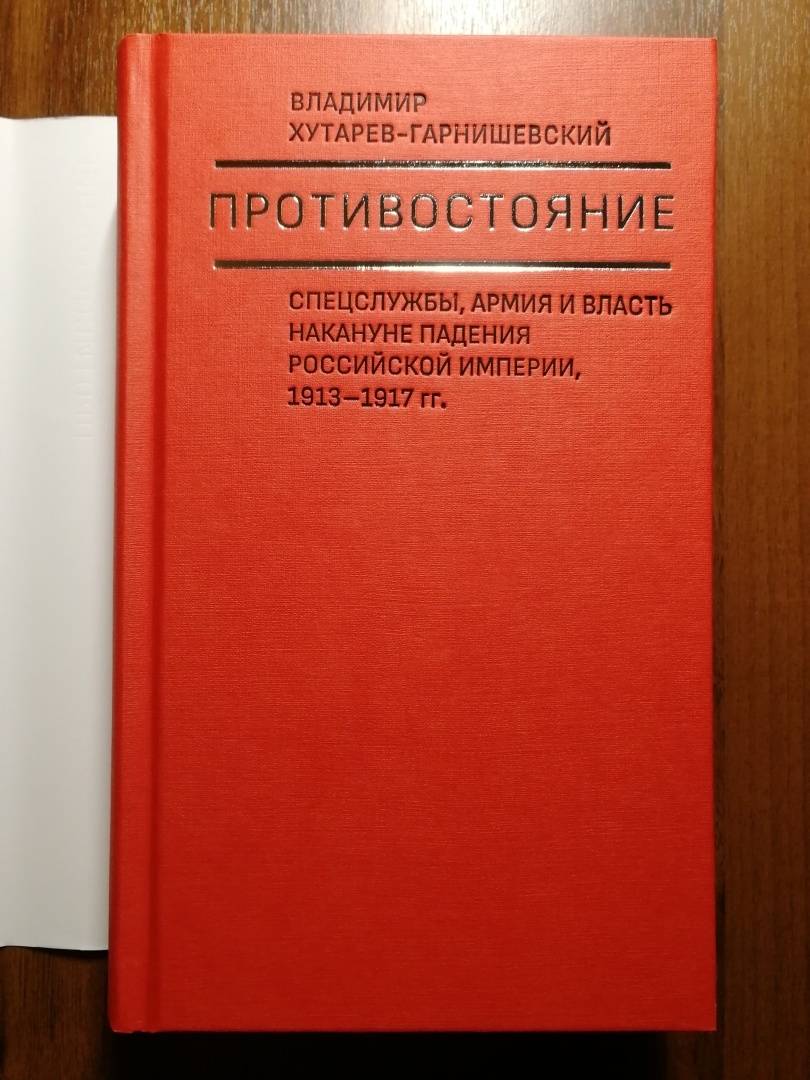 ВЛАДИМИР
ХУТАРЕВ-ГАРНИШЕВСКИЙ
ПРОТИВОСТОЯНИЕ
СПЕЦСЛУЖБЫ, АРМИЯ И ВЛАСТЬ
НАКАНУНЕ ПАДЕНИЯ
РОССИЙСКОЙ ИМПЕРИИ,
1913–1917 гг.